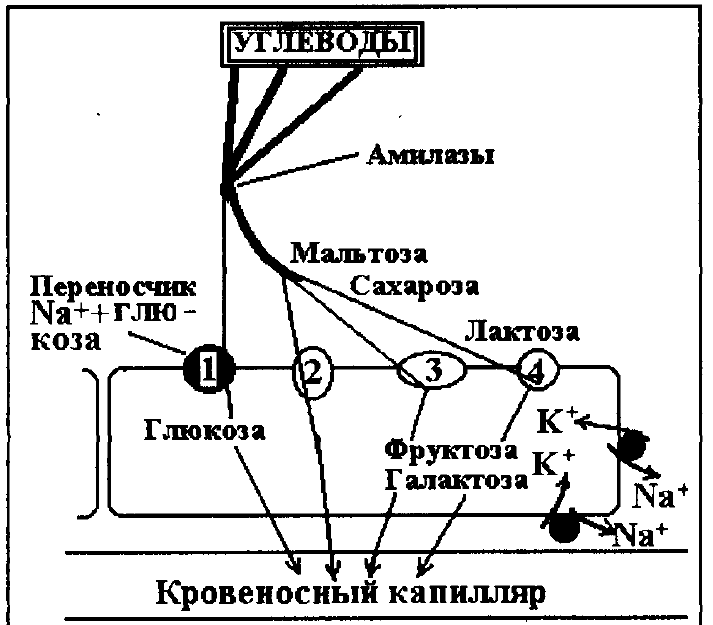 УГЛЕВОДЫ
Амилазы
Мальтоза
Сахароза
Переносчик
Na++глю-
коза
Лактоза
1
2
3
4
Глюкоза
Фруктоза
Галактоза
K+
K+
Na+
Na+
Кровеносный капилляр